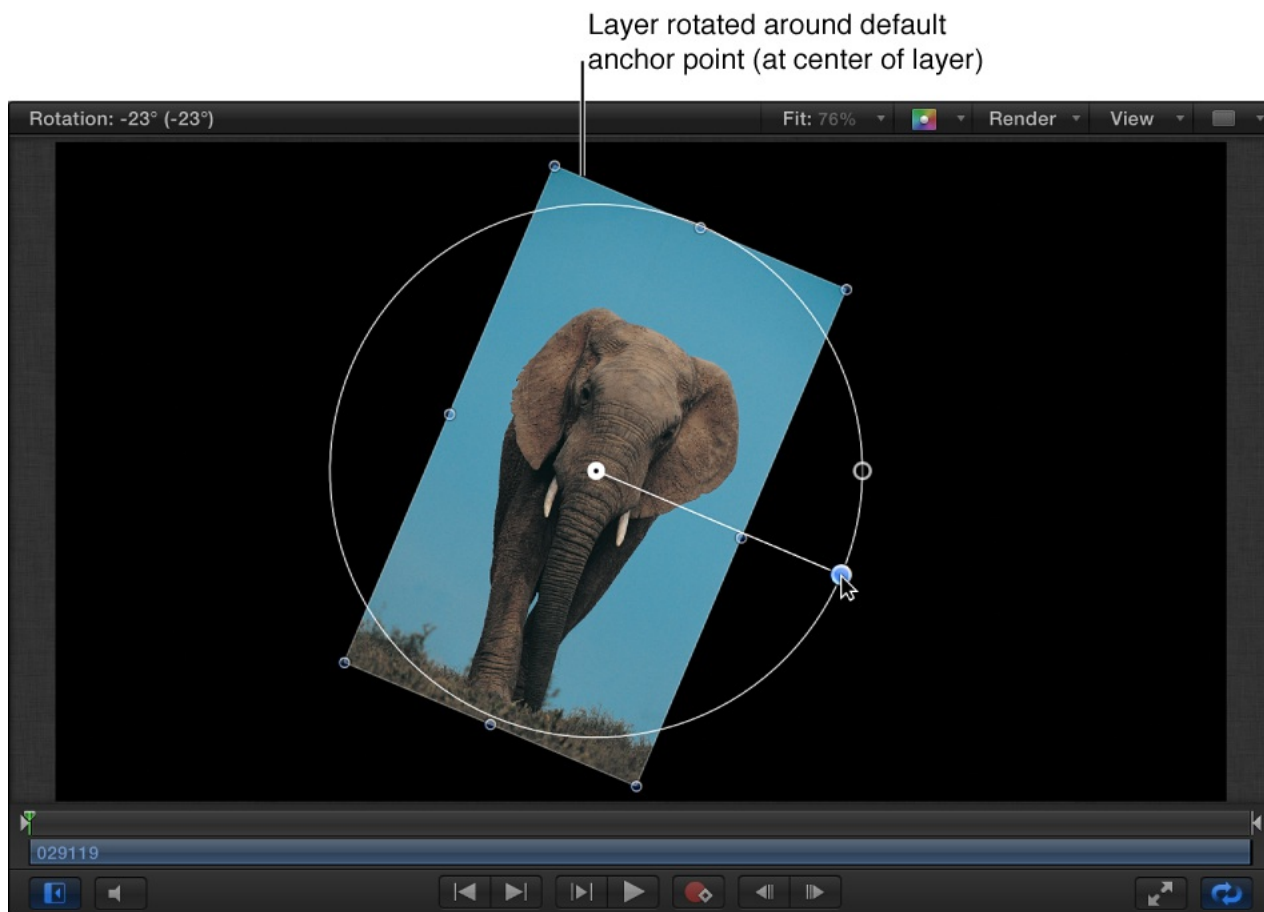 Layer rotated around default
anchor point (at center of layer)
Rotation: -23° (-23°)
Fit: 76%
Render
View
029119